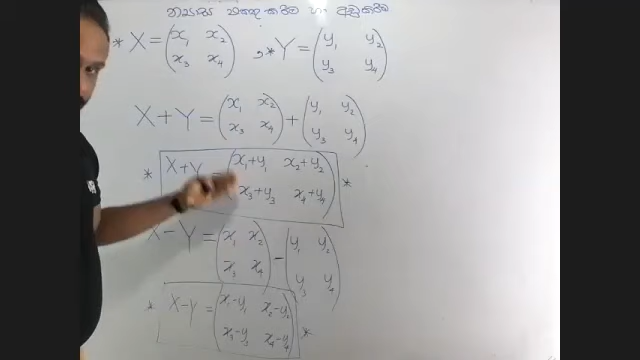 න්‍යාස එකතු කිරීම හා අඩු කිරීම
* X = (x₁ x₂ , * Y = (y₁ y₂
x₃ x₄) y₃ y₄)
X + Y = (x₁ x₂ + (y₁ y₂
x₃ x₄) y₃ y₄)
* X + Y = (x₁+y₁ x₂+y₂
x₃+y₃ x₄+y₄) *
X − Y = (x₁ x₂ − (y₁ y₂
x₃ x₄) y₃ y₄)
* X − Y = (x₁−y₁ x₂−y₂
x₃−y₃ x₄−y₄) *